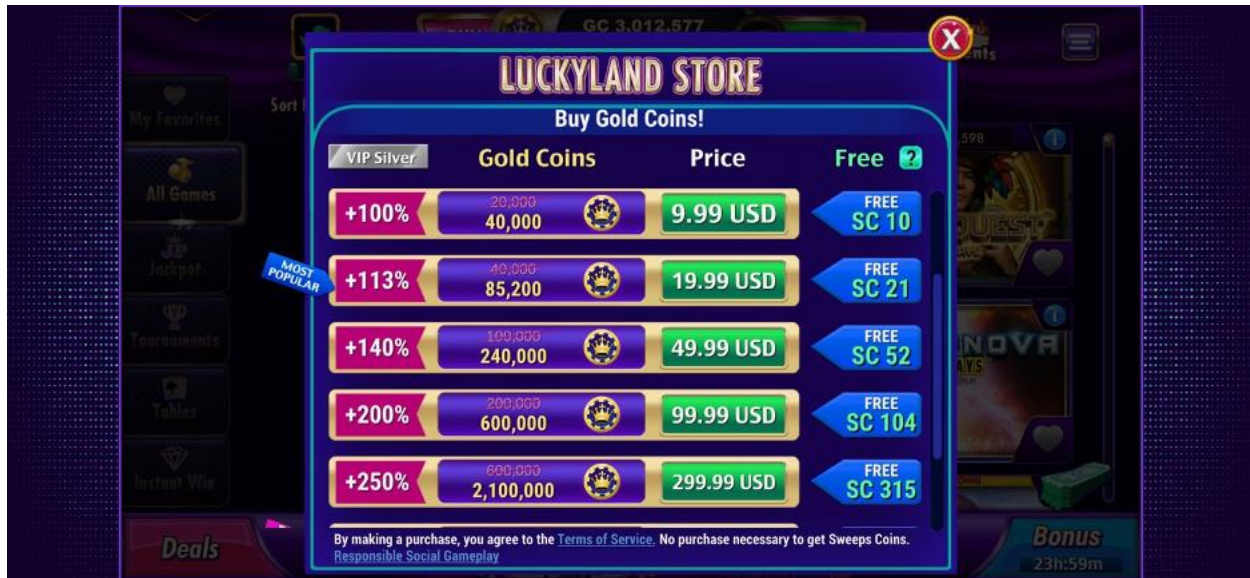 GC 3,012,577
LUCKYLAND STORE
Buy Gold Coins!
VIP Silver
Gold Coins
Price
Free ?
+100%
20,000
40,000
9.99 USD
FREE
SC 10
MOST
POPULAR
+113%
40,000
85,200
19.99 USD
FREE
SC 21
+140%
100,000
240,000
49.99 USD
FREE
SC 52
+200%
200,000
600,000
99.99 USD
FREE
SC 104
+250%
600,000
2,100,000
299.99 USD
FREE
SC 315
By making a purchase, you agree to the Terms of Service. No purchase necessary to get Sweeps Coins.
Responsible Social Gameplay
X
Sort
My Favorites
All Games
JP
Jackpot
Tournaments
Tables
Instant Win
Deals
Bonus
23h:59m